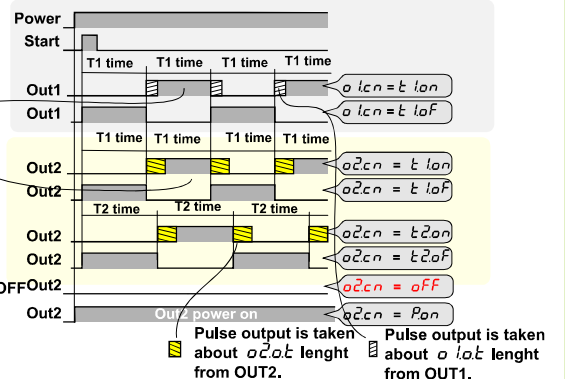 Power
Start
T1 time T1 time T1 time T1 time
Out1 o1.cn = t1.on
Out1 o1.cn = t1.oF
T1 time T1 time T1 time T1 time
Out2 o2.cn = t1.on
Out2 o2.cn = t1.oF
T2 time T2 time T2 time
Out2 o2.cn = t2.on
Out2 o2.cn = t2.oF
OFF Out2 o2.cn = oFF
Out2 Out2 power on o2.cn = P.on
Pulse output is taken
about o2.o.t lenght
from OUT2.
Pulse output is taken
about o1.o.t lenght
from OUT1.